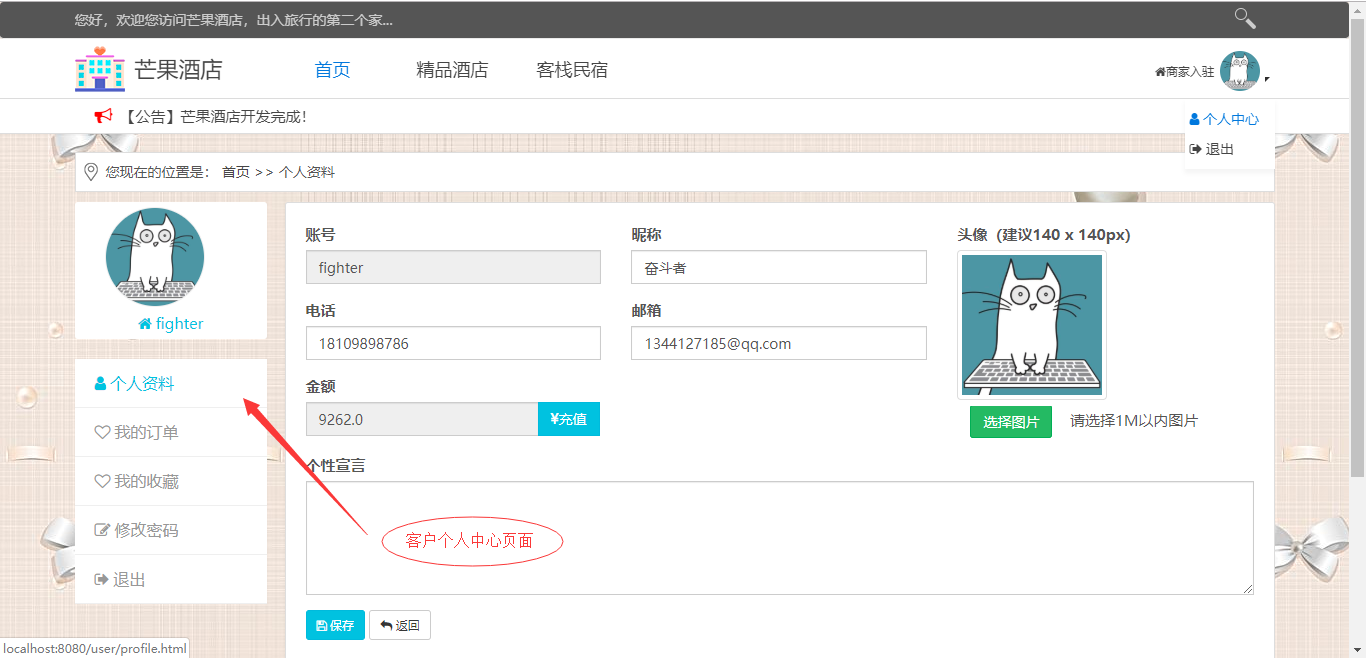 您好，欢迎您访问芒果酒店，出入旅行的第二个家...
芒果酒店
首页
精品酒店
客栈民宿
商家入驻
【公告】芒果酒店开发完成！
个人中心
退出
您现在的位置是： 首页 >> 个人资料
fighter
个人资料
我的订单
我的收藏
修改密码
退出
账号
fighter
昵称
奋斗者
头像（建议140 x 140px）
电话
18109898786
邮箱
1344127185@qq.com
金额
9262.0
¥充值
选择图片
请选择1M以内图片
个性宣言
客户个人中心页面
保存
返回
localhost:8080/user/profile.html